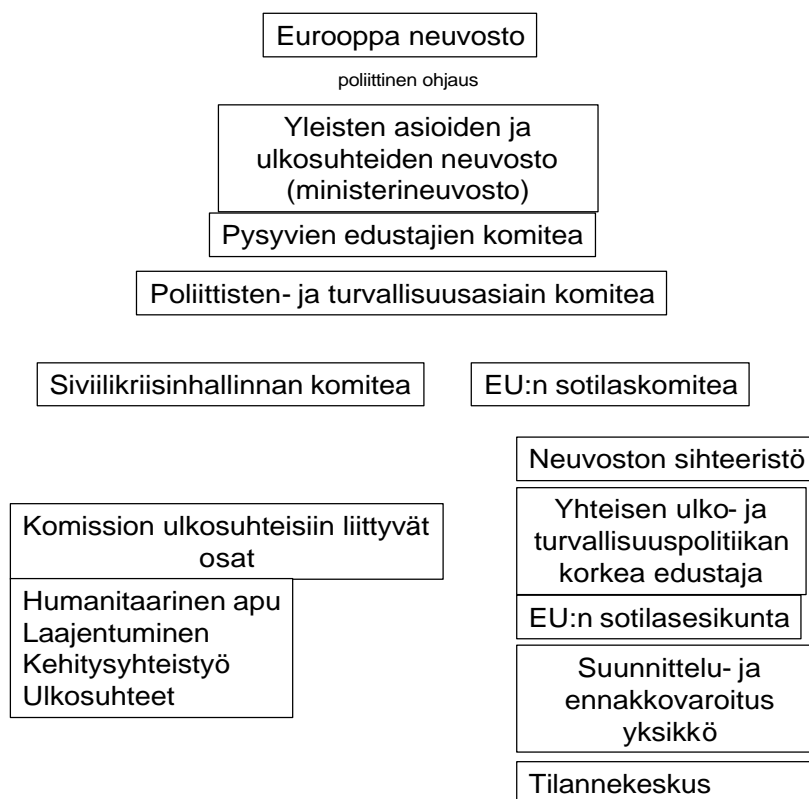 Eurooppa neuvosto
poliittinen ohjaus
Yleisten asioiden ja
ulkosuhteiden neuvosto
(ministerineuvosto)
Pysyvien edustajien komitea
Poliittisten- ja turvallisuusasiain komitea
Siviilikriisinhallinnan komitea
EU:n sotilaskomitea
Komission ulkosuhteisiin liittyvät
osat
Humanitaarinen apu
Laajentuminen
Kehitysyhteistyö
Ulkosuhteet
Neuvoston sihteeristö
Yhteisen ulko- ja
turvallisuuspolitiikan
korkea edustaja
EU:n sotilasesikunta
Suunnittelu- ja
ennakkovaroitus
yksikkö
Tilannekeskus